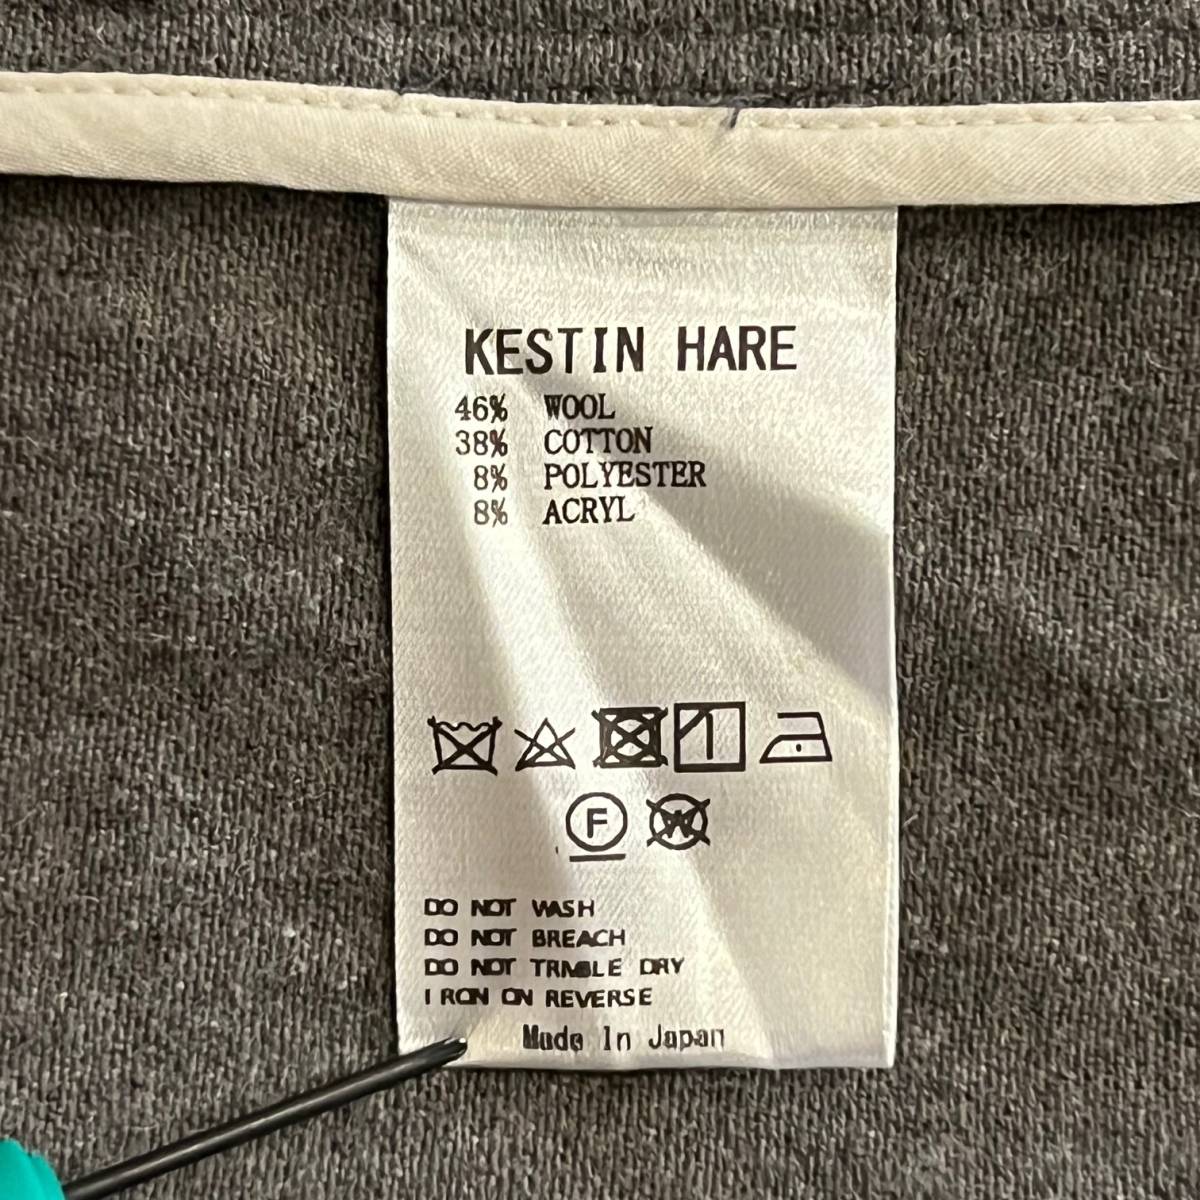 KESTIN HARE
46% WOOL
38% COTTON
8% POLYESTER
8% ACRYL
F W
DO NOT WASH
DO NOT BREACH
DO NOT TRMBLE DRY
IRON ON REVERSE
Made In Japan